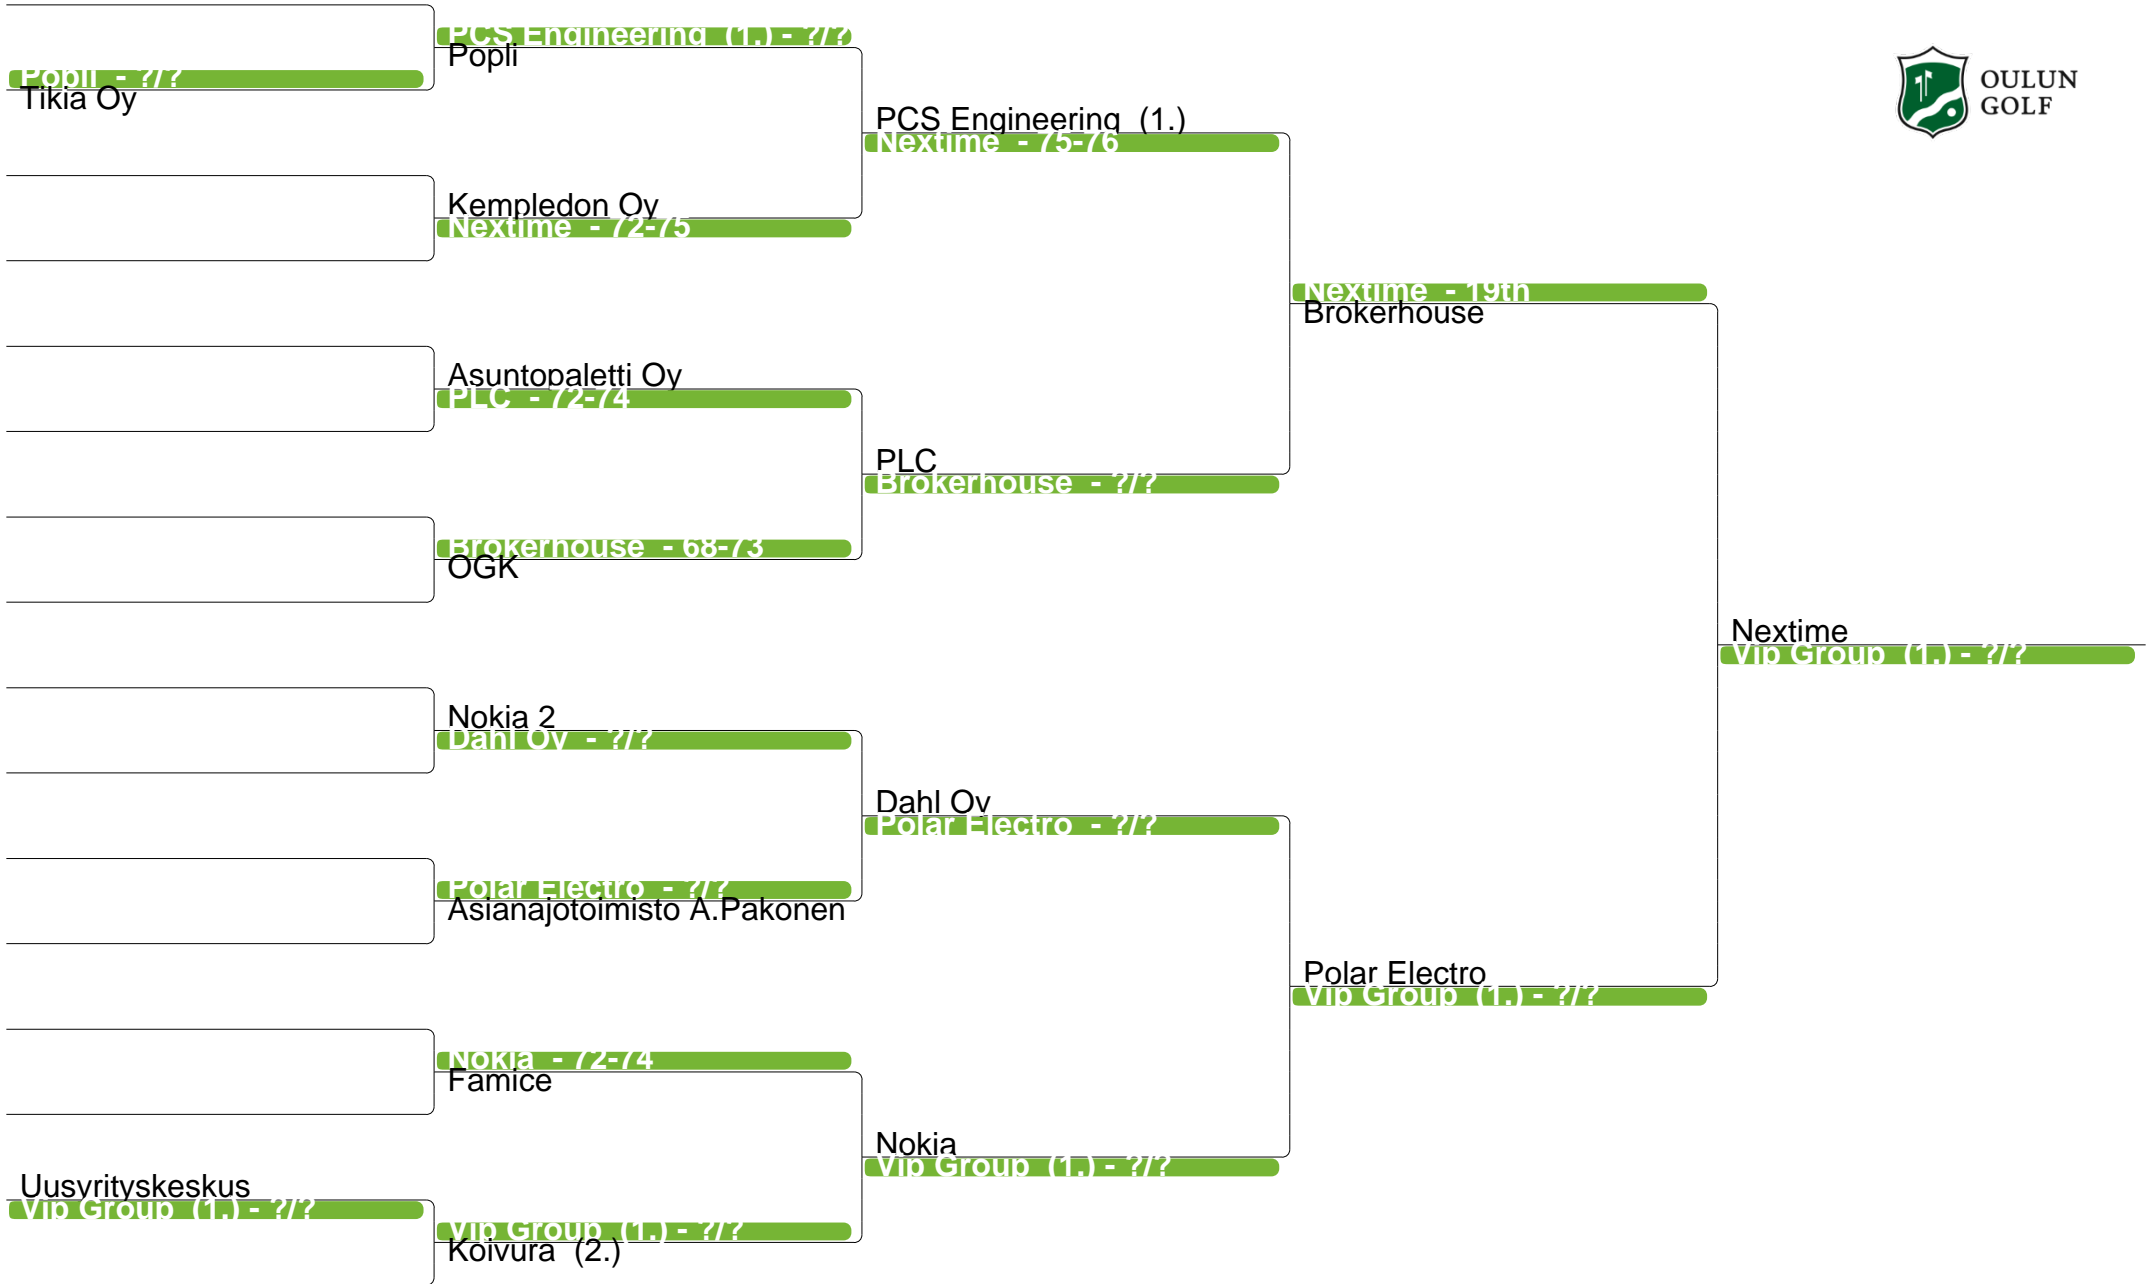 Popli - ?/?
Tikia Oy
Uusyrityskeskus
Vip Group (1.) - ?/?
PCS Engineering (1.) - ?/?
Popli
Kempledon Oy
Nextime - 72-75
Asuntopaletti Oy
PLC - 72-74
Brokerhouse - 68-73
OGK
Nokia 2
Dahl Oy - ?/?
Polar Electro - ?/?
Asianajotoimisto A.Pakonen
Nokia - 72-74
Famice
Vip Group (1.) - ?/?
Koivura (2.)
PCS Engineering (1.)
Nextime - 75-76
PLC
Brokerhouse - ?/?
Dahl Oy
Polar Electro - ?/?
Nokia
Vip Group (1.) - ?/?
Nextime - 19th
Brokerhouse
Polar Electro
Vip Group (1.) - ?/?
Nextime
Vip Group (1.) - ?/?
OULUN
GOLF